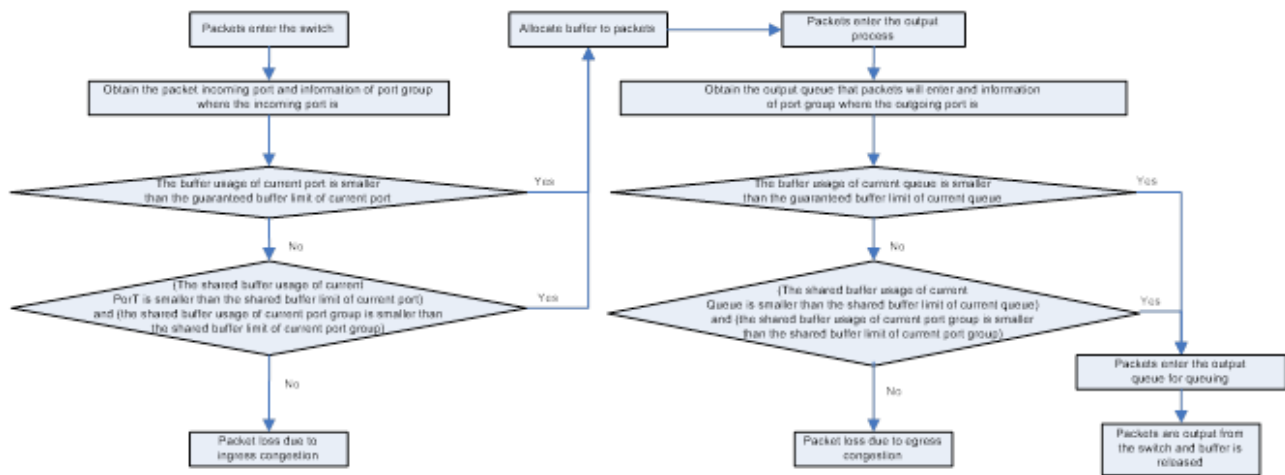 Packets enter the switch
Obtain the packet incoming port and information of port group
where the incoming port is
The buffer usage of current port is smaller
than the guaranteed buffer limit of current port
Yes
No
(The shared buffer usage of current
PorT is smaller than the shared buffer limit of current port)
and (the shared buffer usage of current port group is smaller than
the shared buffer limit of current port group)
Yes
No
Packet loss due to
ingress congestion
Allocate buffer to packets
Packets enter the output
process
Obtain the output queue that packets will enter and information
of port group where the outgoing port is
The buffer usage of current queue is smaller
than the guaranteed buffer limit of current queue
Yes
No
(The shared buffer usage of current
Queue is smaller than the shared buffer limit of current queue)
and (the shared buffer usage of current port group is smaller
than the shared buffer limit of current port group)
Yes
No
Packet loss due to egress
congestion
Packets enter the output
queue for queuing
Packets are output from
the switch and buffer is
released